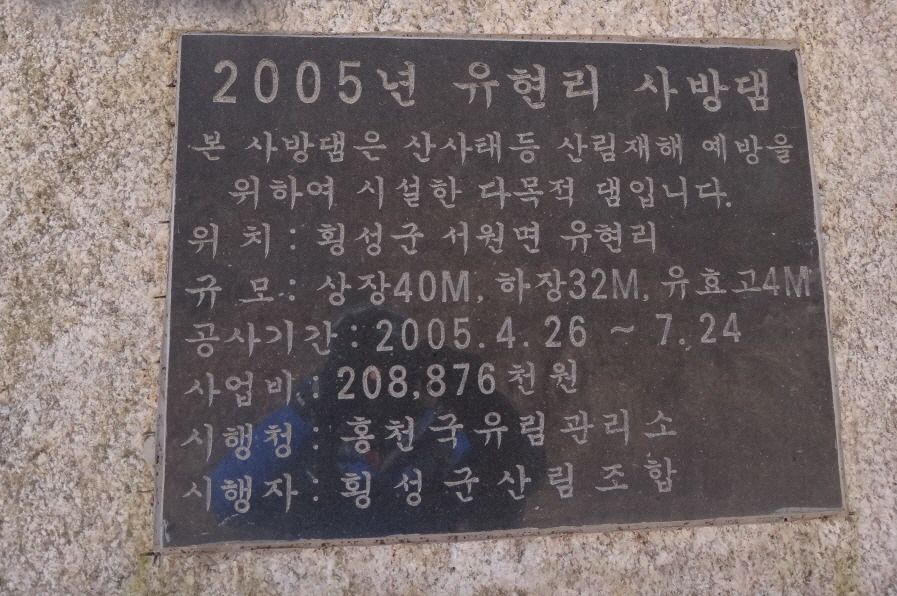 2005년 유현리 사방댐
본 사방댐은 산사태등 산림재해 예방을
위하여 시설한 다목적 댐입니다.
위 치 : 횡성군 서원면 유현리
규 모 : 상장40M, 하장32M, 유효고4M
공사기간 : 2005. 4. 26 ~ 7. 24
사업비 : 208,876천원
시행청 : 홍천국유림관리소
시행자 : 횡성군산림조합